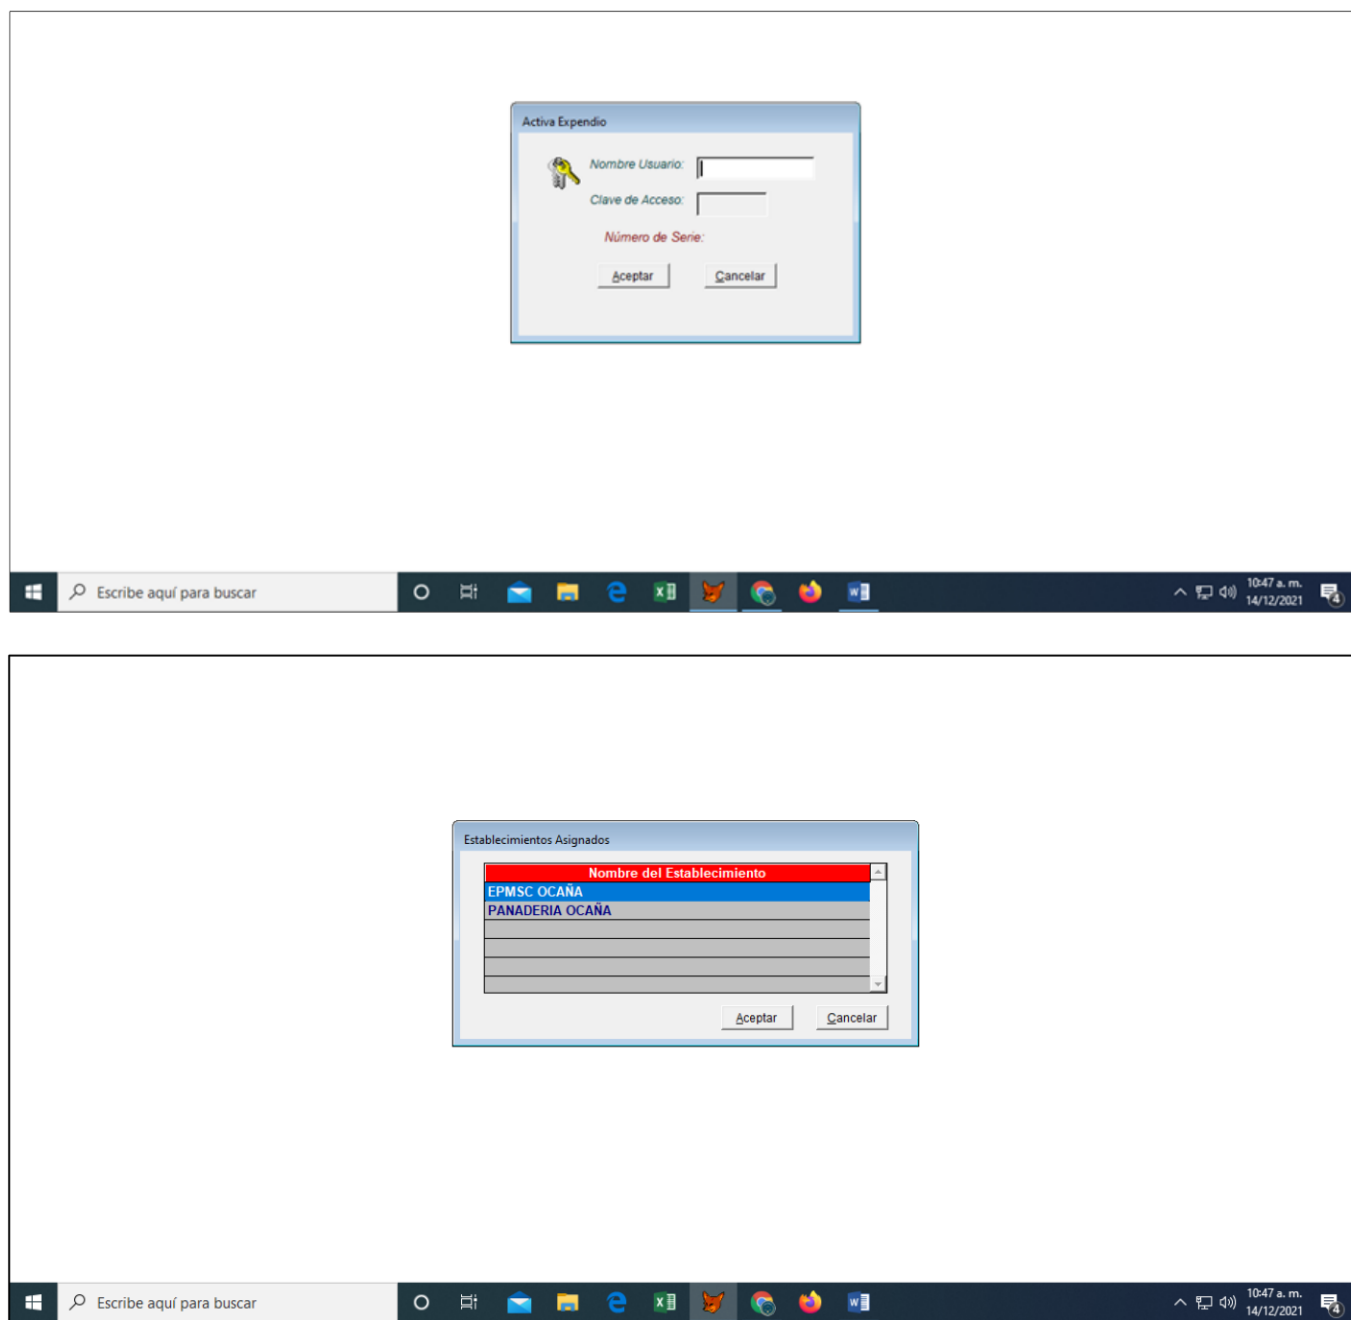 Activa Expendio
Nombre Usuario:
Clave de Acceso:
Número de Serie:
Aceptar Cancelar
Escribe aquí para buscar
10:47 a. m.
14/12/2021
4
Establecimientos Asignados
Nombre del Establecimiento
EPMSC OCAÑA
PANADERIA OCAÑA
Aceptar Cancelar
Escribe aquí para buscar
10:47 a. m.
14/12/2021
4